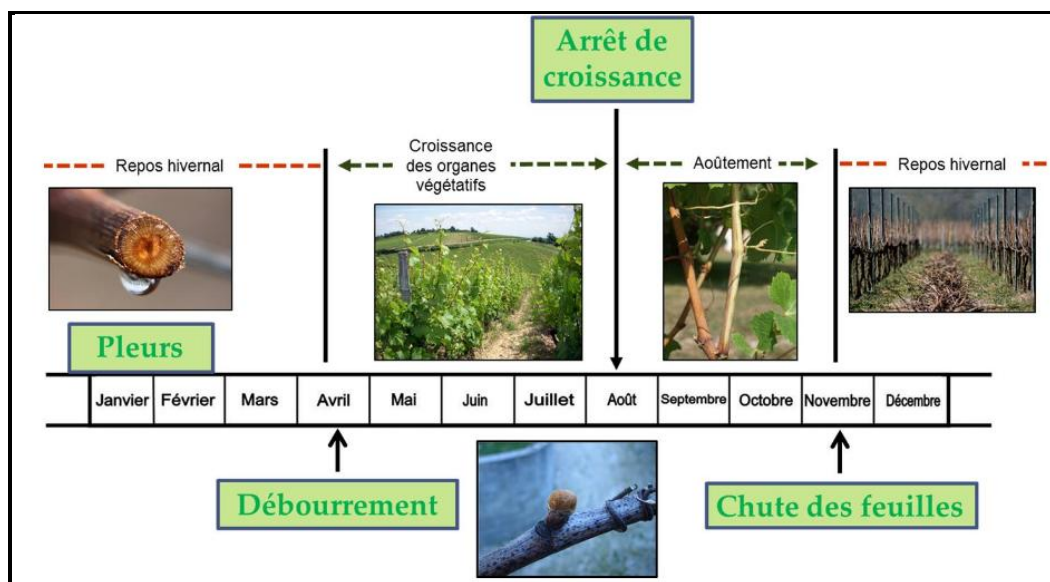 Arrêt de
croissance
Repos hivernal
Croissance
des organes
végétatifs
Aoûtement
Repos hivernal
Pleurs
Janvier Février Mars Avril Mai Juin Juillet Août Septembre Octobre Novembre Décembre
Débourrement
Chute des feuilles